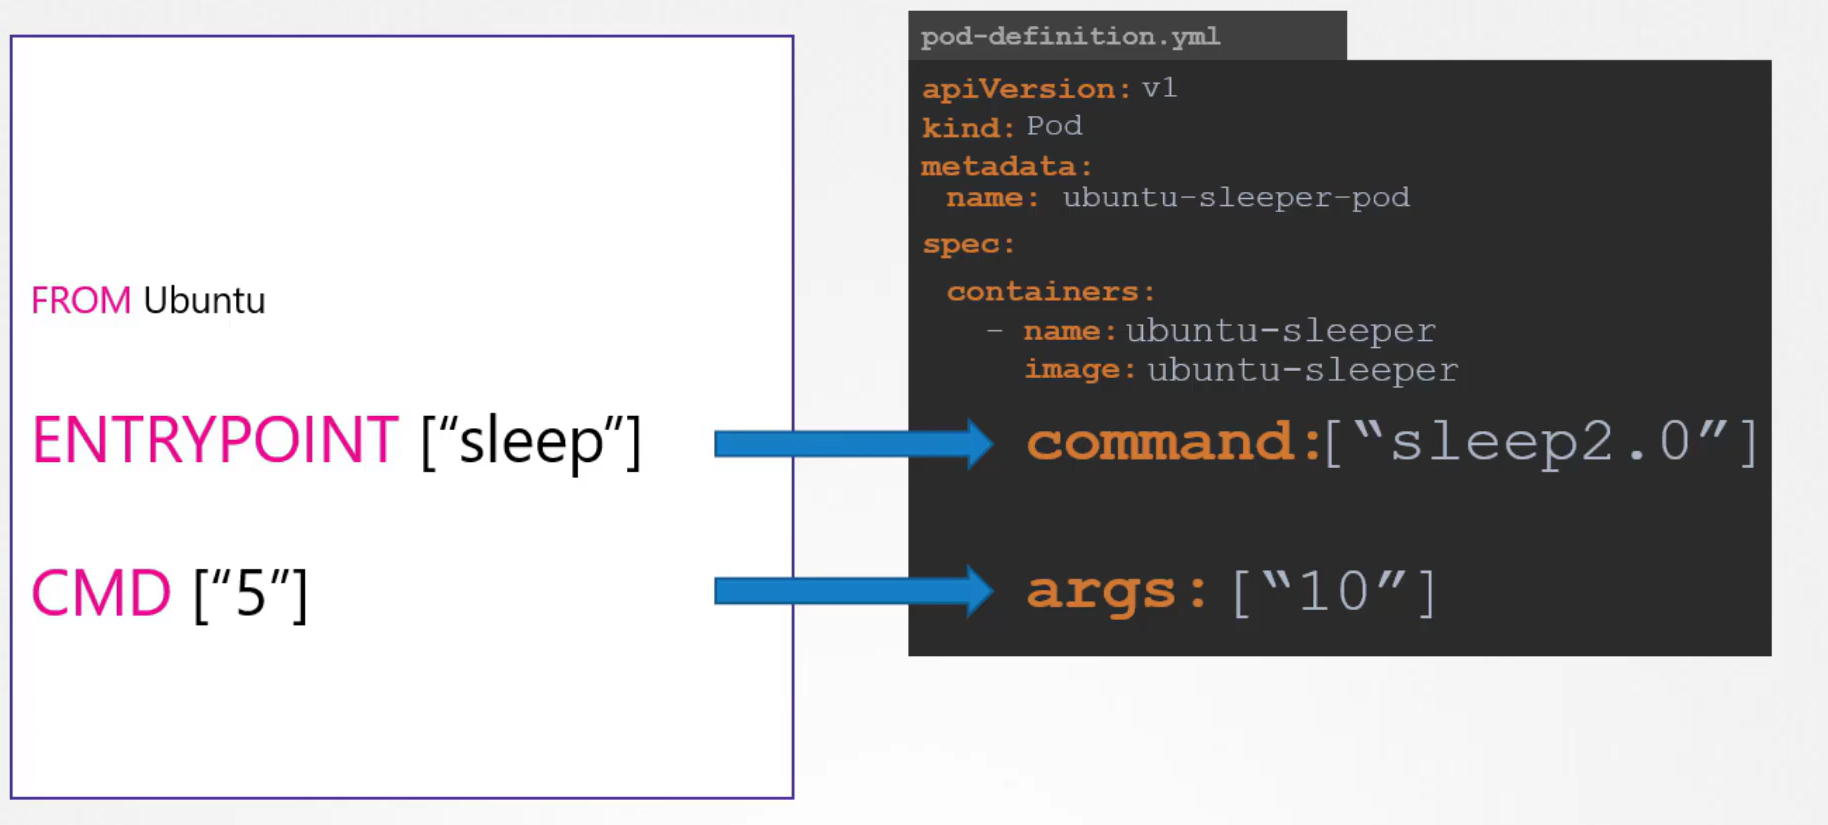 FROM Ubuntu
ENTRYPOINT [“sleep”]
CMD [“5”]
pod-definition.yml
apiVersion: v1
kind: Pod
metadata:
name: ubuntu-sleeper-pod
spec:
containers:
- name: ubuntu-sleeper
image: ubuntu-sleeper
command:[“sleep2.0”]
args: [“10”]